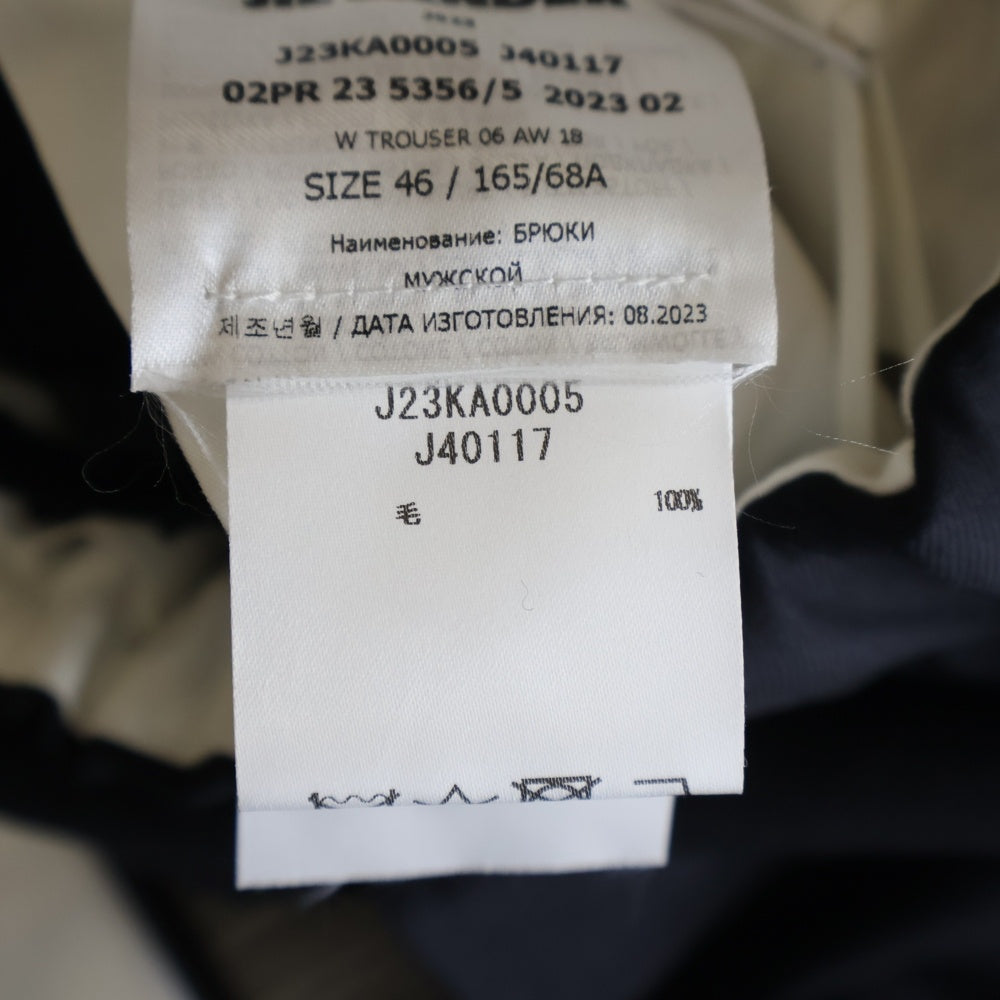 J23KA0005 J40117
02PR 23 5356/5 2023 02
W TROUSER 06 AW 18
SIZE 46 / 165/68A
Наименование: БРЮКИ
МУЖСКОЙ
제조년월 / ДАТА ИЗГОТОВЛЕНИЯ: 08.2023
J23KA0005
J40117
毛 100%